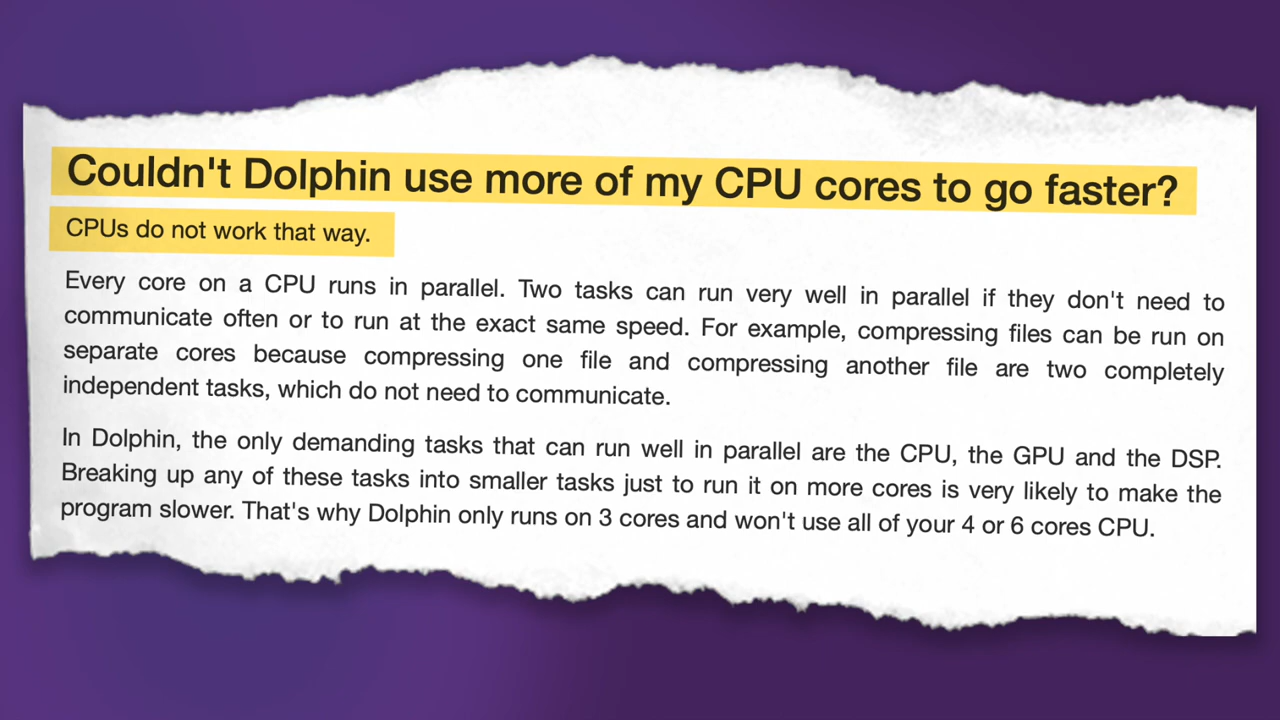 Couldn't Dolphin use more of my CPU cores to go faster?
CPUs do not work that way.
Every core on a CPU runs in parallel. Two tasks can run very well in parallel if they don't need to
communicate often or to run at the exact same speed. For example, compressing files can be run on
separate cores because compressing one file and compressing another file are two completely
independent tasks, which do not need to communicate.
In Dolphin, the only demanding tasks that can run well in parallel are the CPU, the GPU and the DSP.
Breaking up any of these tasks into smaller tasks just to run it on more cores is very likely to make the
program slower. That's why Dolphin only runs on 3 cores and won't use all of your 4 or 6 cores CPU.